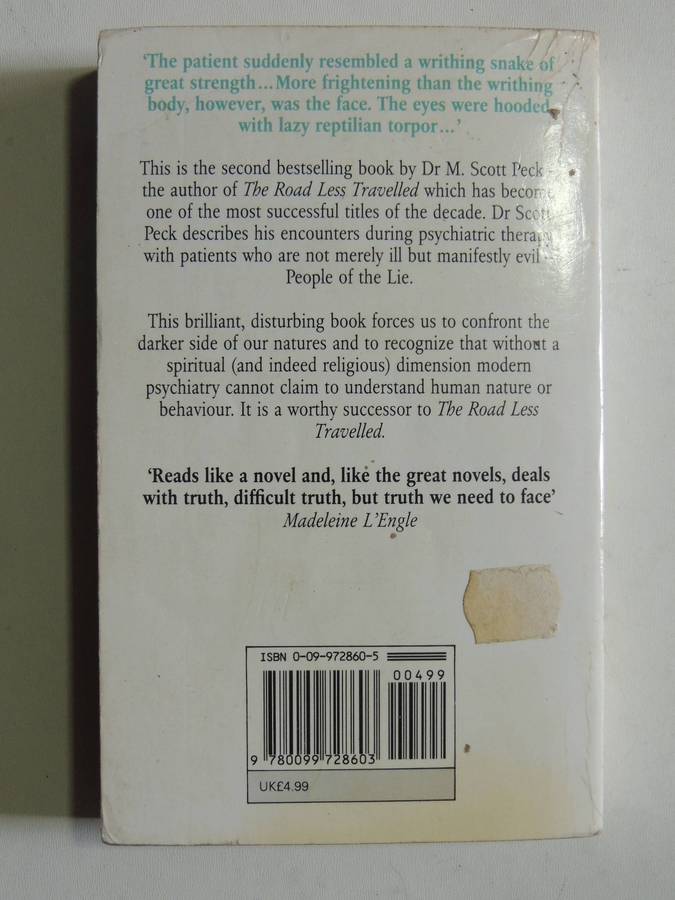 ‘The patient suddenly resembled a writhing snake of
great strength...More frightening than the writhing
body, however, was the face. The eyes were hooded
with lazy reptilian torpor...’
This is the second bestselling book by Dr M. Scott Peck –
the author of The Road Less Travelled which has become
one of the most successful titles of the decade. Dr Scott
Peck describes his encounters during psychiatric therapy
with patients who are not merely ill but manifestly evil –
People of the Lie.
This brilliant, disturbing book forces us to confront the
darker side of our natures and to recognize that without a
spiritual (and indeed religious) dimension modern
psychiatry cannot claim to understand human nature or
behaviour. It is a worthy successor to The Road Less
Travelled.
‘Reads like a novel and, like the great novels, deals
with truth, difficult truth, but truth we need to face’
Madeleine L’Engle
ISBN 0-09-972860-5
00499
9 780099 728603
UK£4.99